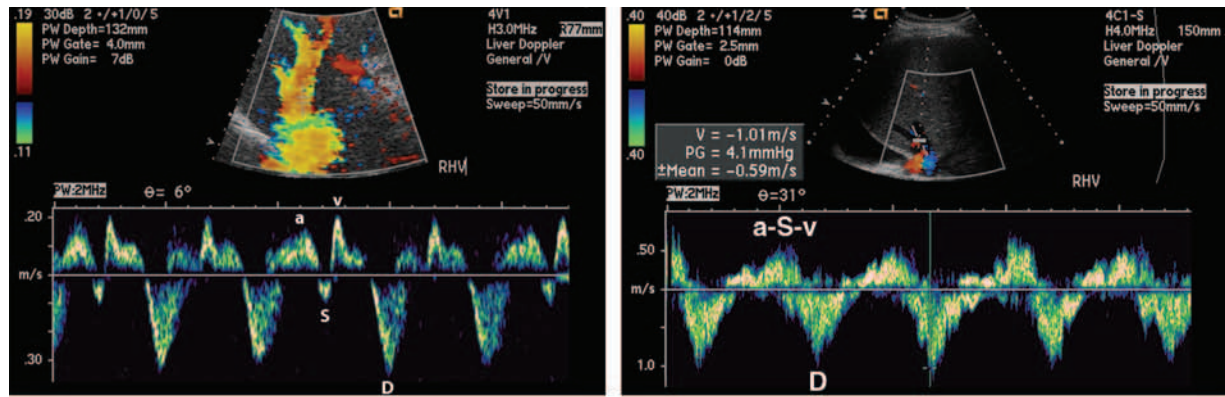 .19
30dB 2 •/+1/0/5
PW Depth=132mm
PW Gate= 4.0mm
PW Gain= 7dB
.11
4V1
H3.0MHz R77mm
Liver Doppler
General /V
Store in progress
Sweep=50mm/s
RHV
PW:2MHz θ= 6°
v
a
.20
m/s
S
.30
D
.40
40dB 2 •/+1/2/5
PW Depth=114mm
PW Gate= 2.5mm
PW Gain= 0dB
.40
4C1-S
H4.0MHz 150mm
Liver Doppler
General /V
Store in progress
Sweep=50mm/s
V = -1.01m/s
PG = 4.1mmHg
±Mean = -0.59m/s
RHV
PW:2MHz θ=31°
a-S-v
.50
m/s
1.0
D